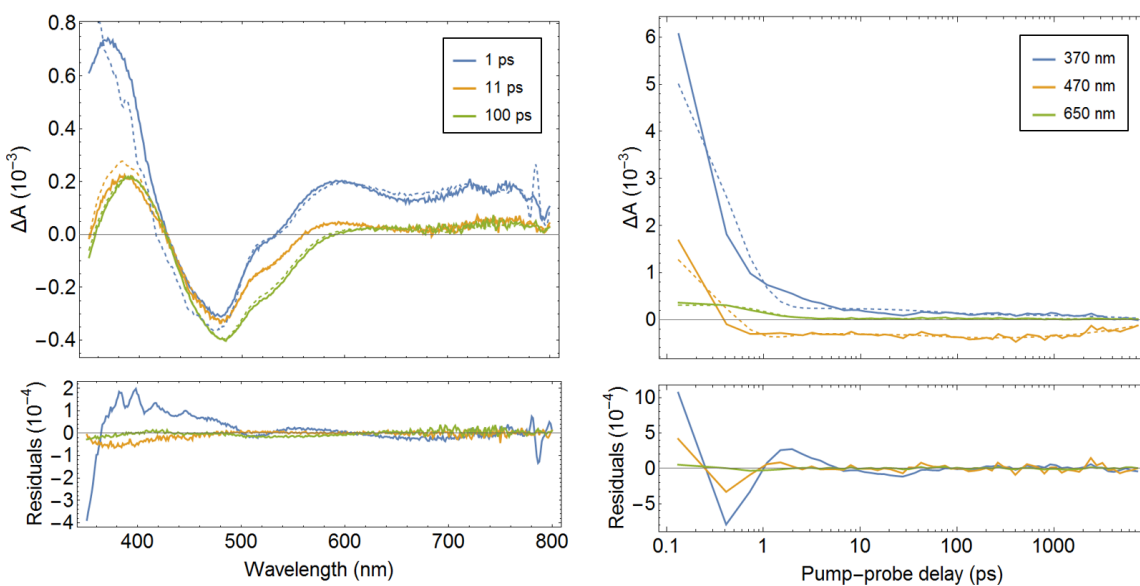 0.8
0.6
0.4
0.2
0.0
−0.2
−0.4
ΔA (10⁻³)
1 ps
11 ps
100 ps
2
1
0
−1
−2
−3
−4
Residuals (10⁻⁴)
400
500
600
700
800
Wavelength (nm)
6
5
4
3
2
1
0
ΔA (10⁻³)
370 nm
470 nm
650 nm
10
5
0
−5
Residuals (10⁻⁴)
0.1
1
10
100
1000
Pump−probe delay (ps)